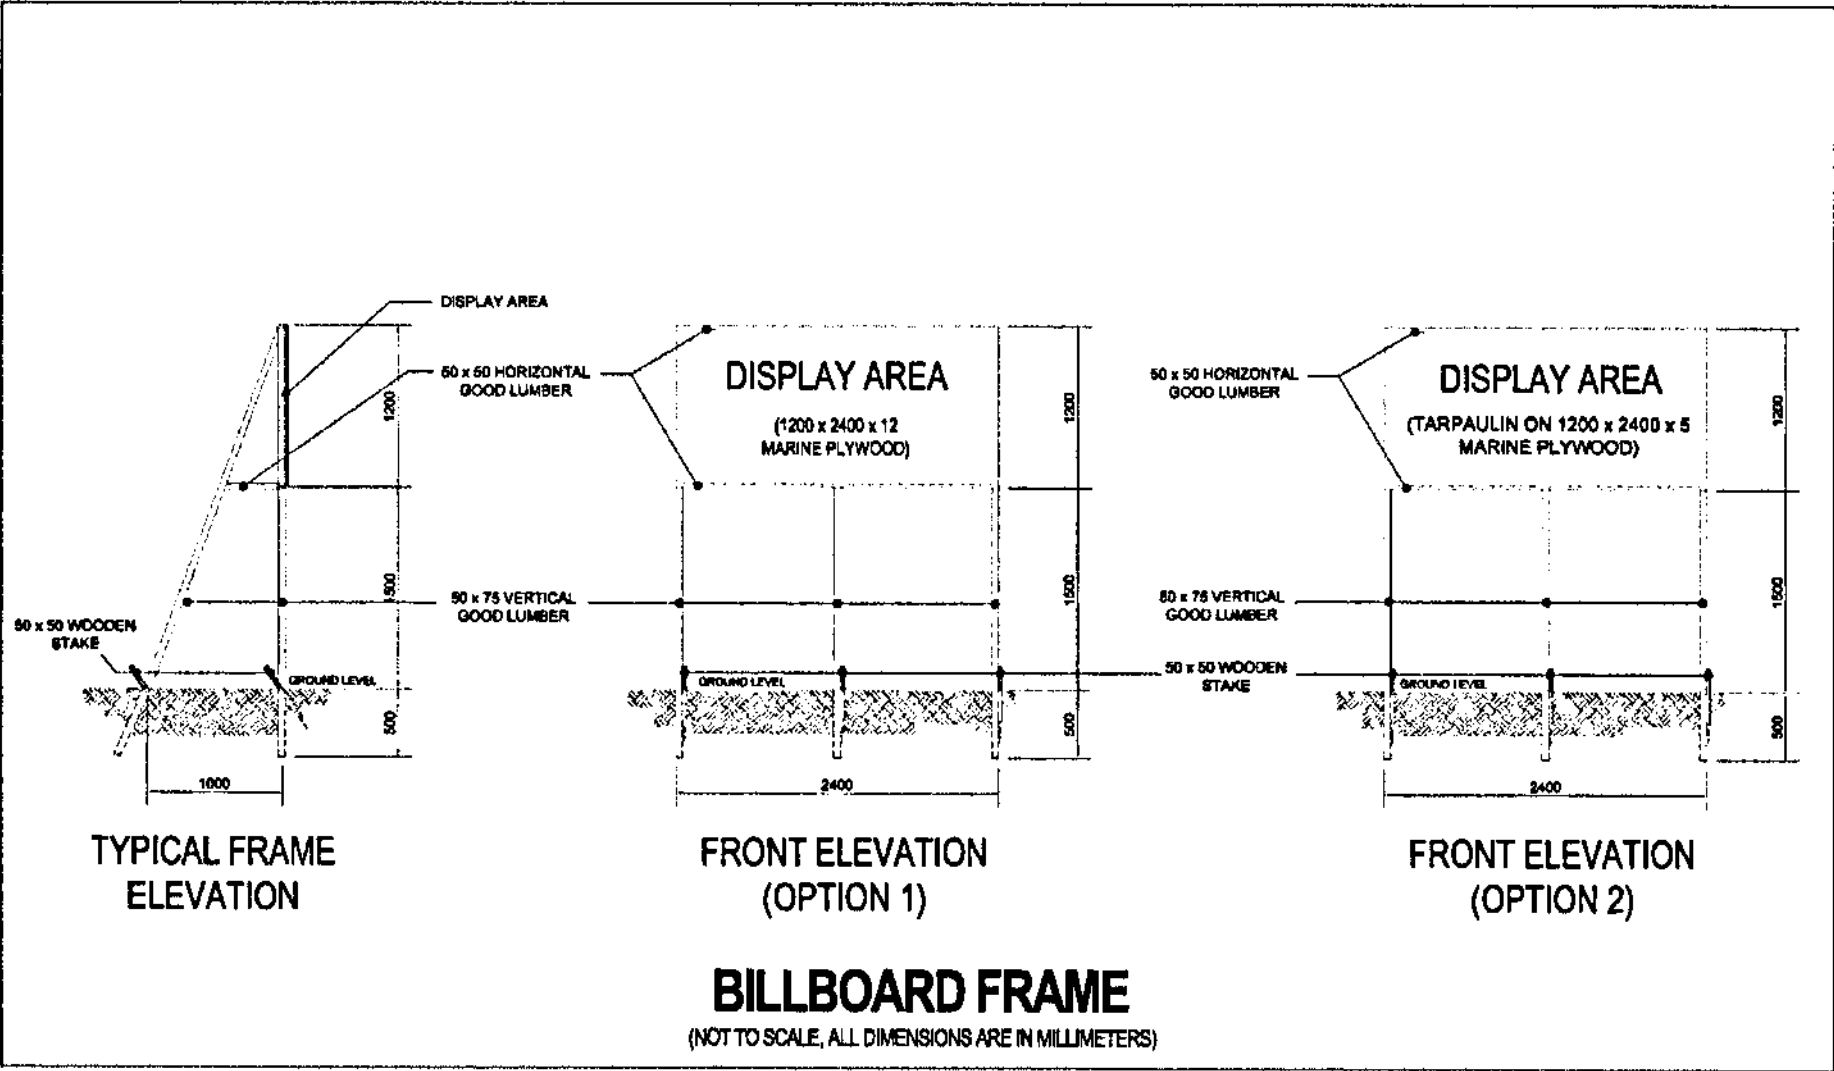 DISPLAY AREA
50 x 50 HORIZONTAL
GOOD LUMBER
1200
1500
50 x 75 VERTICAL
GOOD LUMBER
50 x 50 WOODEN
STAKE
GROUND LEVEL
500
1000
TYPICAL FRAME
ELEVATION
DISPLAY AREA
(1200 x 2400 x 12
MARINE PLYWOOD)
1200
1500
GROUND LEVEL
500
2400
50 x 50 WOODEN
STAKE
FRONT ELEVATION
(OPTION 1)
50 x 50 HORIZONTAL
GOOD LUMBER
DISPLAY AREA
(TARPAULIN ON 1200 x 2400 x 5
MARINE PLYWOOD)
1200
50 x 75 VERTICAL
GOOD LUMBER
1500
GROUND LEVEL
500
2400
FRONT ELEVATION
(OPTION 2)
BILLBOARD FRAME
(NOT TO SCALE, ALL DIMENSIONS ARE IN MILLIMETERS)